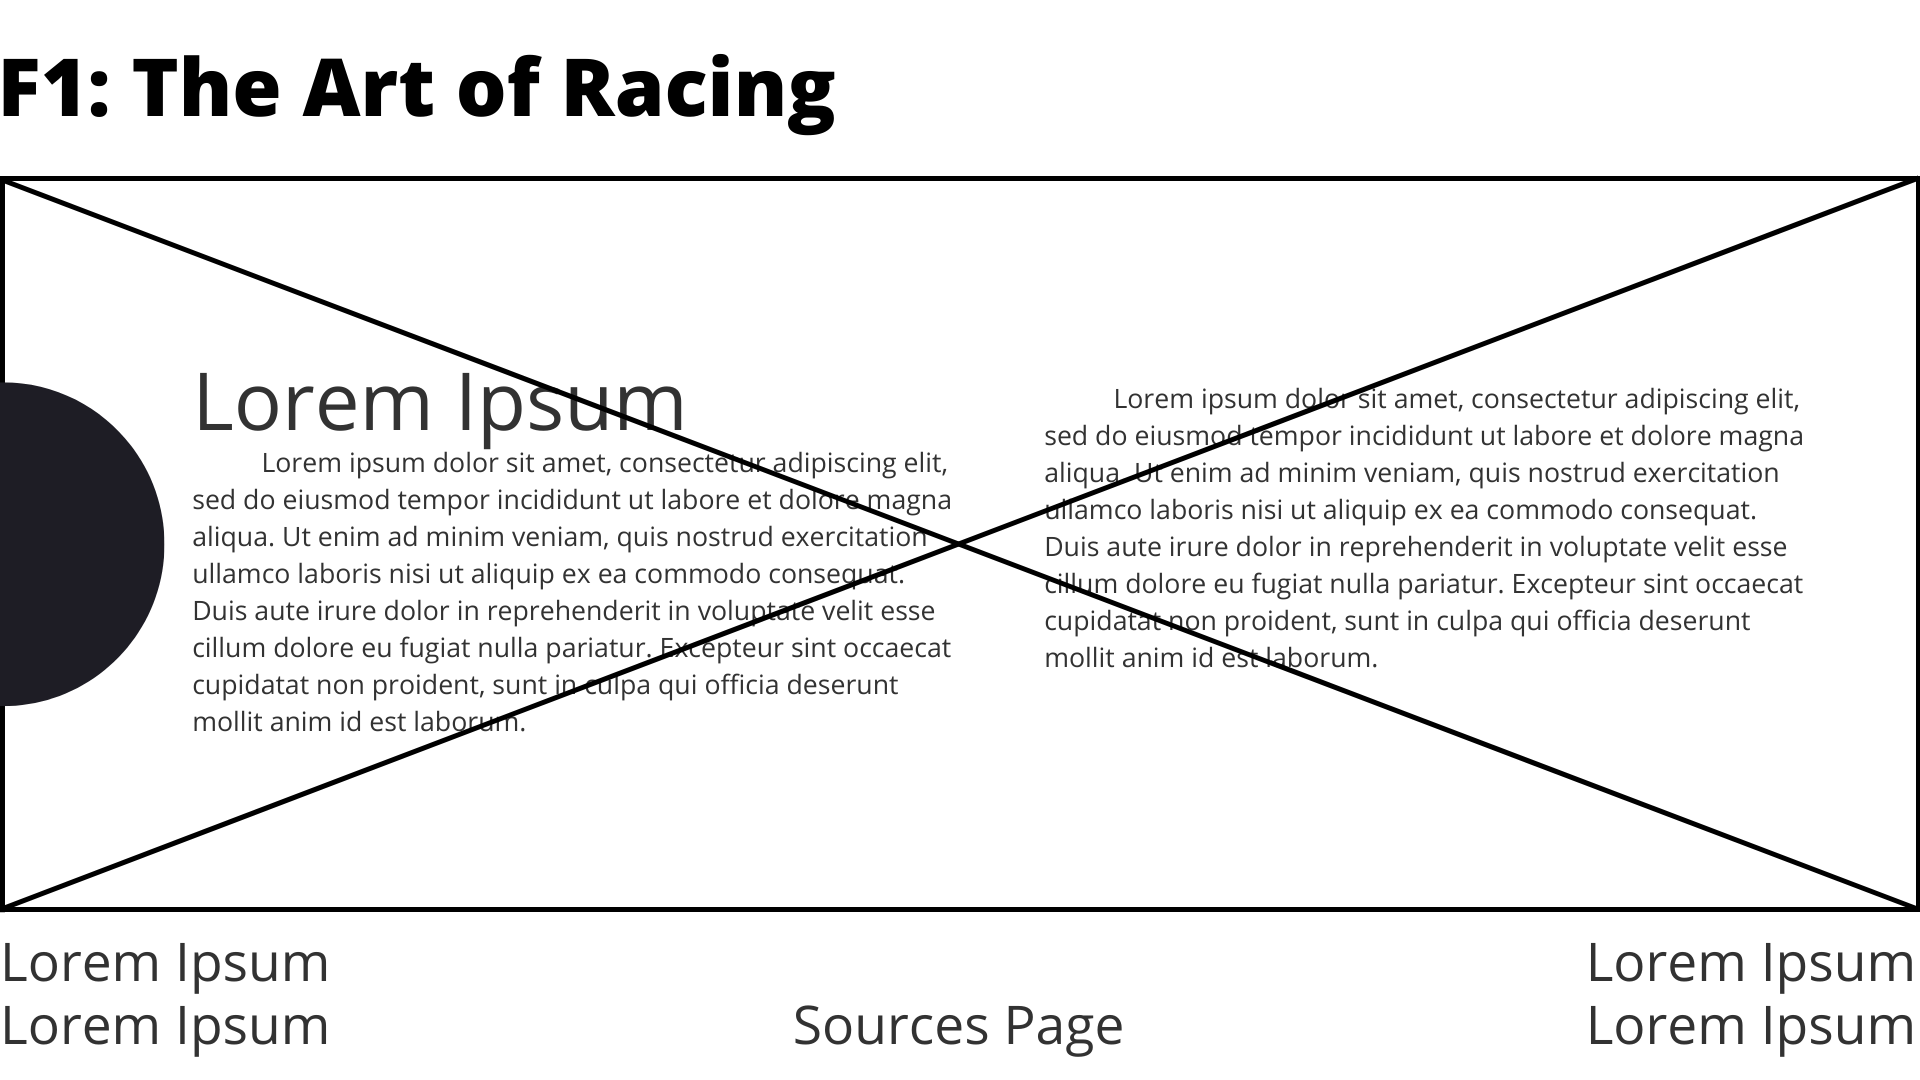 F1: The Art of Racing
Lorem Ipsum
Lorem ipsum dolor sit amet, consectetur adipiscing elit,
sed do eiusmod tempor incididunt ut labore et dolore magna
aliqua. Ut enim ad minim veniam, quis nostrud exercitation
ullamco laboris nisi ut aliquip ex ea commodo consequat.
Duis aute irure dolor in reprehenderit in voluptate velit esse
cillum dolore eu fugiat nulla pariatur. Excepteur sint occaecat
cupidatat non proident, sunt in culpa qui officia deserunt
mollit anim id est laborum.
Lorem ipsum dolor sit amet, consectetur adipiscing elit,
sed do eiusmod tempor incididunt ut labore et dolore magna
aliqua. Ut enim ad minim veniam, quis nostrud exercitation
ullamco laboris nisi ut aliquip ex ea commodo consequat.
Duis aute irure dolor in reprehenderit in voluptate velit esse
cillum dolore eu fugiat nulla pariatur. Excepteur sint occaecat
cupidatat non proident, sunt in culpa qui officia deserunt
mollit anim id est laborum.
Lorem Ipsum
Lorem Ipsum
Sources Page
Lorem Ipsum
Lorem Ipsum